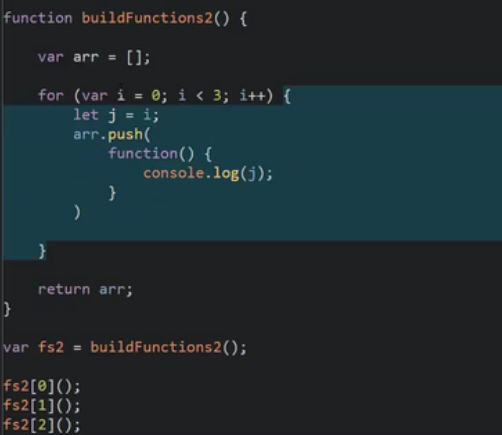 function buildFunctions2() {
var arr = [];
for (var i = 0; i < 3; i++) {
let j = i;
arr.push(
function() {
console.log(j);
}
)
}
return arr;
}
var fs2 = buildFunctions2();
fs2[0]();
fs2[1]();
fs2[2]();